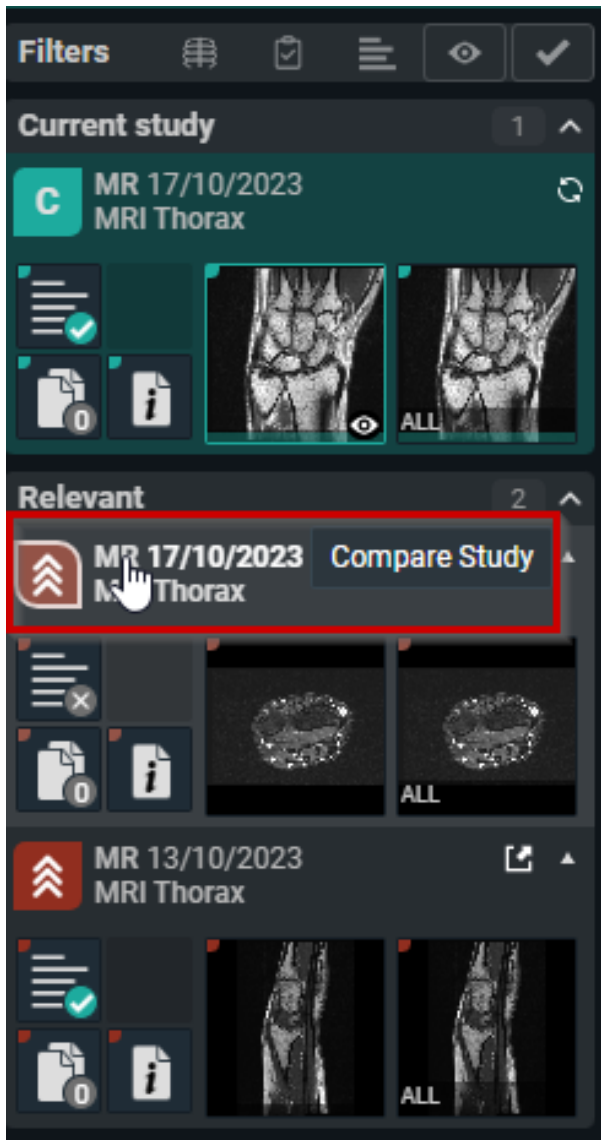 Filters
Current study 1
C MR 17/10/2023
MRI Thorax
0 i ALL
Relevant 2
MR 17/10/2023 Compare Study
Thorax
0 i ALL
MR 13/10/2023
MRI Thorax
0 i ALL